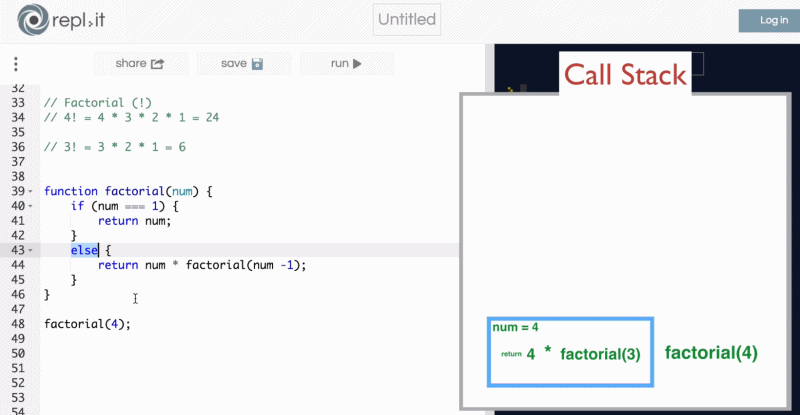 repl.it
Untitled
Log in
share
save
run
Call Stack
32
33 // Factorial (!)
34 // 4! = 4 * 3 * 2 * 1 = 24
35
36 // 3! = 3 * 2 * 1 = 6
37
38
39 function factorial(num) {
40 if (num === 1) {
41 return num;
42 }
43 else {
44 return num * factorial(num -1);
45 }
46 }
47
48 factorial(4);
49
50
51
52
53
54
num = 4
return 4 * factorial(3)
factorial(4)